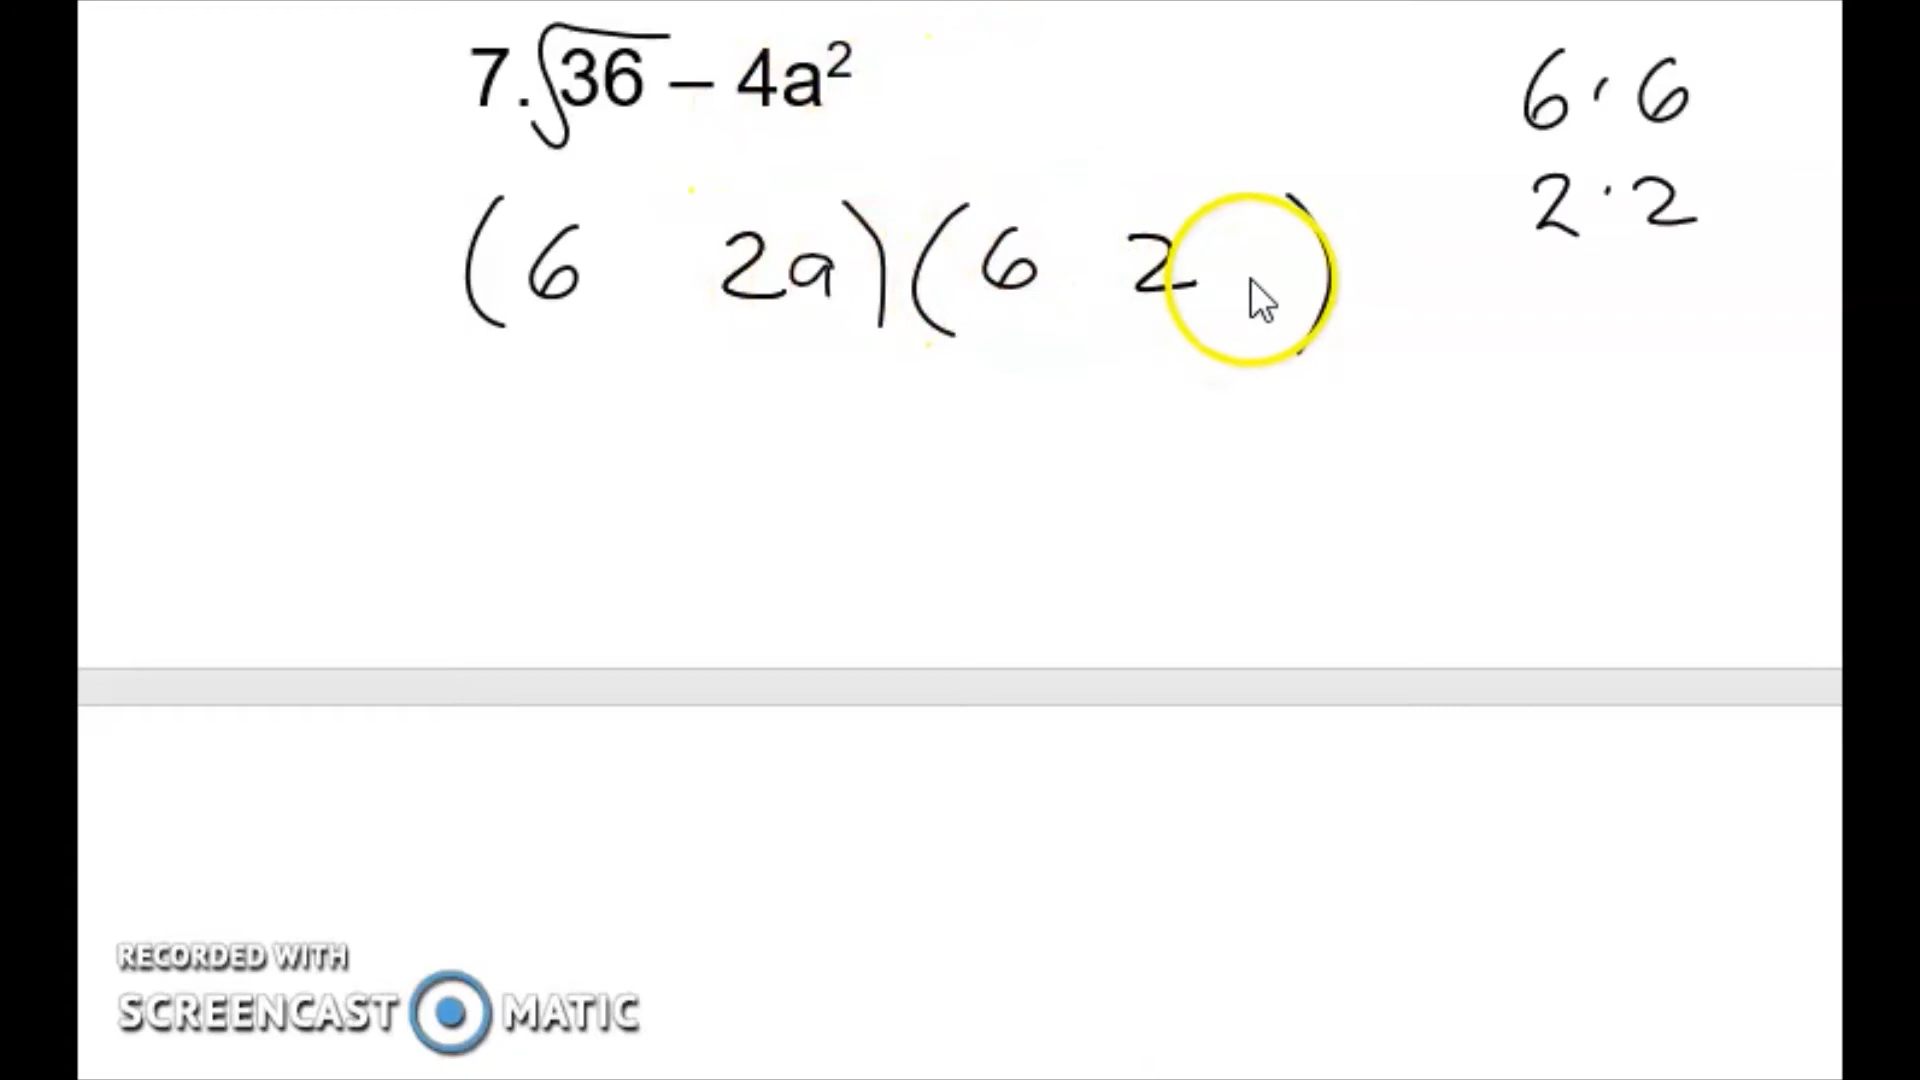 7. √36 – 4a²
6 · 6
2 · 2
(6 2a)(6 2 )
RECORDED WITH
SCREENCAST MATIC